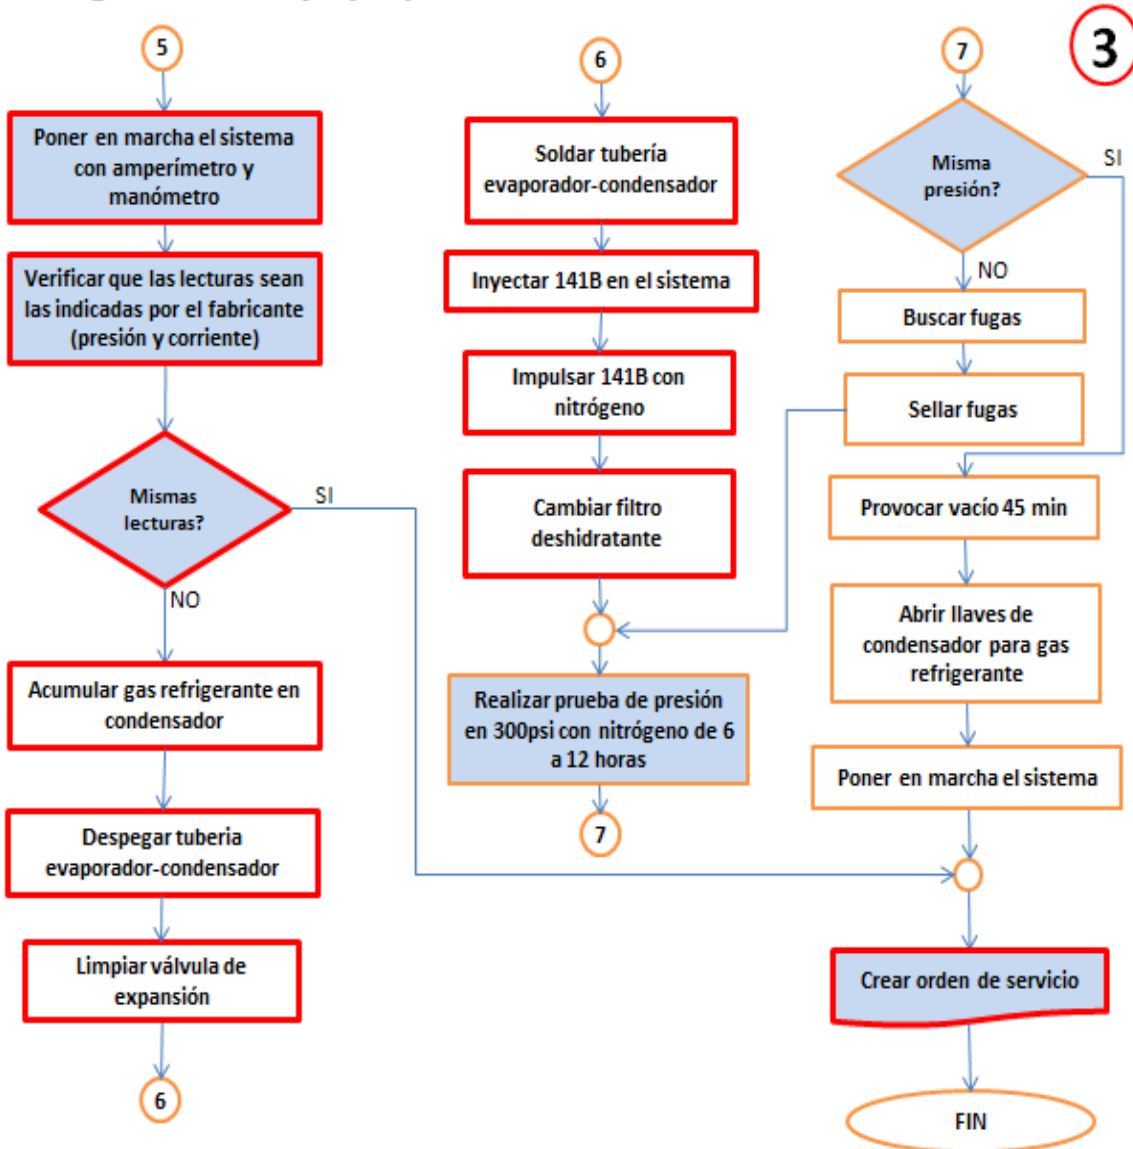 3
5
Poner en marcha el sistema
con amperímetro y
manómetro
Verificar que las lecturas sean
las indicadas por el fabricante
(presión y corriente)
Mismas
lecturas?
SI
NO
Acumular gas refrigerante en
condensador
Despegar tuberia
evaporador-condensador
Limpiar válvula de
expansión
6
6
Soldar tubería
evaporador-condensador
Inyectar 141B en el sistema
Impulsar 141B con
nitrógeno
Cambiar filtro
deshidratante
Realizar prueba de presión
en 300psi con nitrógeno de 6
a 12 horas
7
7
Misma
presión?
SI
NO
Buscar fugas
Sellar fugas
Provocar vacío 45 min
Abrir llaves de
condensador para gas
refrigerante
Poner en marcha el sistema
Crear orden de servicio
FIN